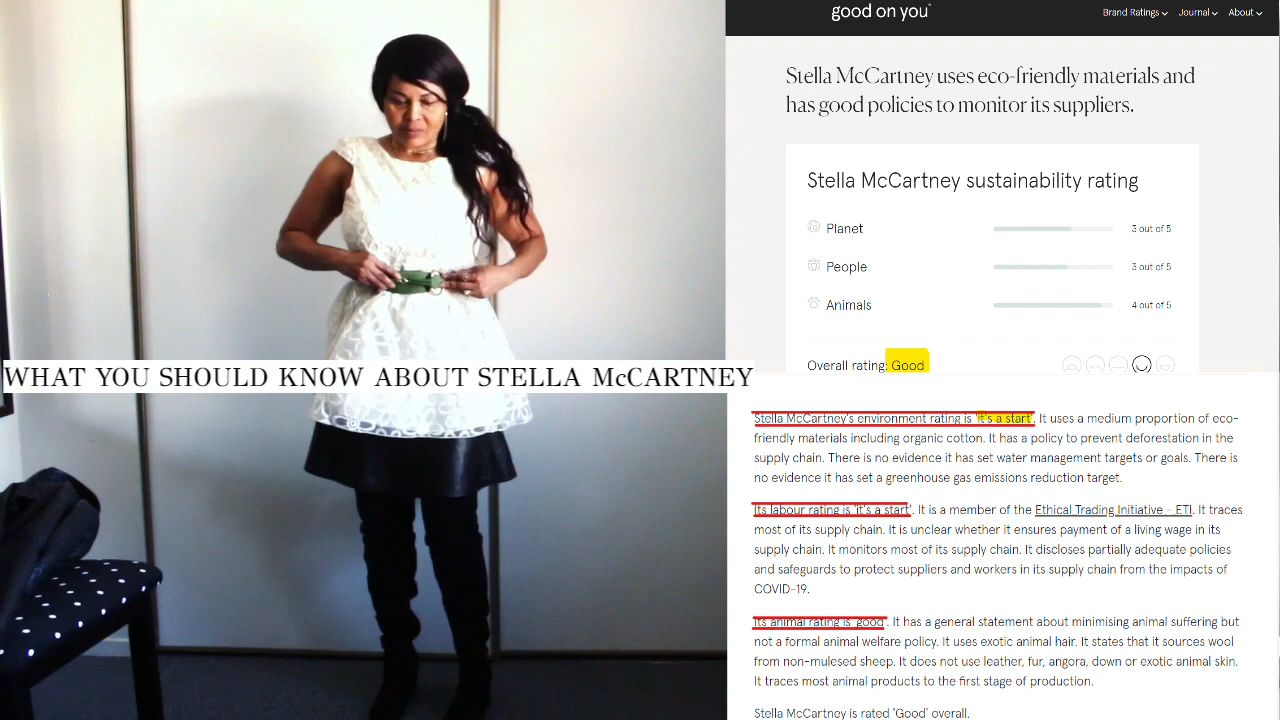 good on you®
Brand Ratings Journal About
Stella McCartney uses eco-friendly materials and
has good policies to monitor its suppliers.
Stella McCartney sustainability rating
Planet 3 out of 5
People 3 out of 5
Animals 4 out of 5
Overall rating: Good
WHAT YOU SHOULD KNOW ABOUT STELLA McCARTNEY
Stella McCartney's environment rating is 'it's a start'. It uses a medium proportion of eco-
friendly materials including organic cotton. It has a policy to prevent deforestation in the
supply chain. There is no evidence it has set water management targets or goals. There is
no evidence it has set a greenhouse gas emissions reduction target.
Its labour rating is 'it's a start'. It is a member of the Ethical Trading Initiative - ETI. It traces
most of its supply chain. It is unclear whether it ensures payment of a living wage in its
supply chain. It monitors most of its supply chain. It discloses partially adequate policies
and safeguards to protect suppliers and workers in its supply chain from the impacts of
COVID-19.
Its animal rating is 'good'. It has a general statement about minimising animal suffering but
not a formal animal welfare policy. It uses exotic animal hair. It states that it sources wool
from non-mulesed sheep. It does not use leather, fur, angora, down or exotic animal skin.
It traces most animal products to the first stage of production.
Stella McCartney is rated 'Good' overall.